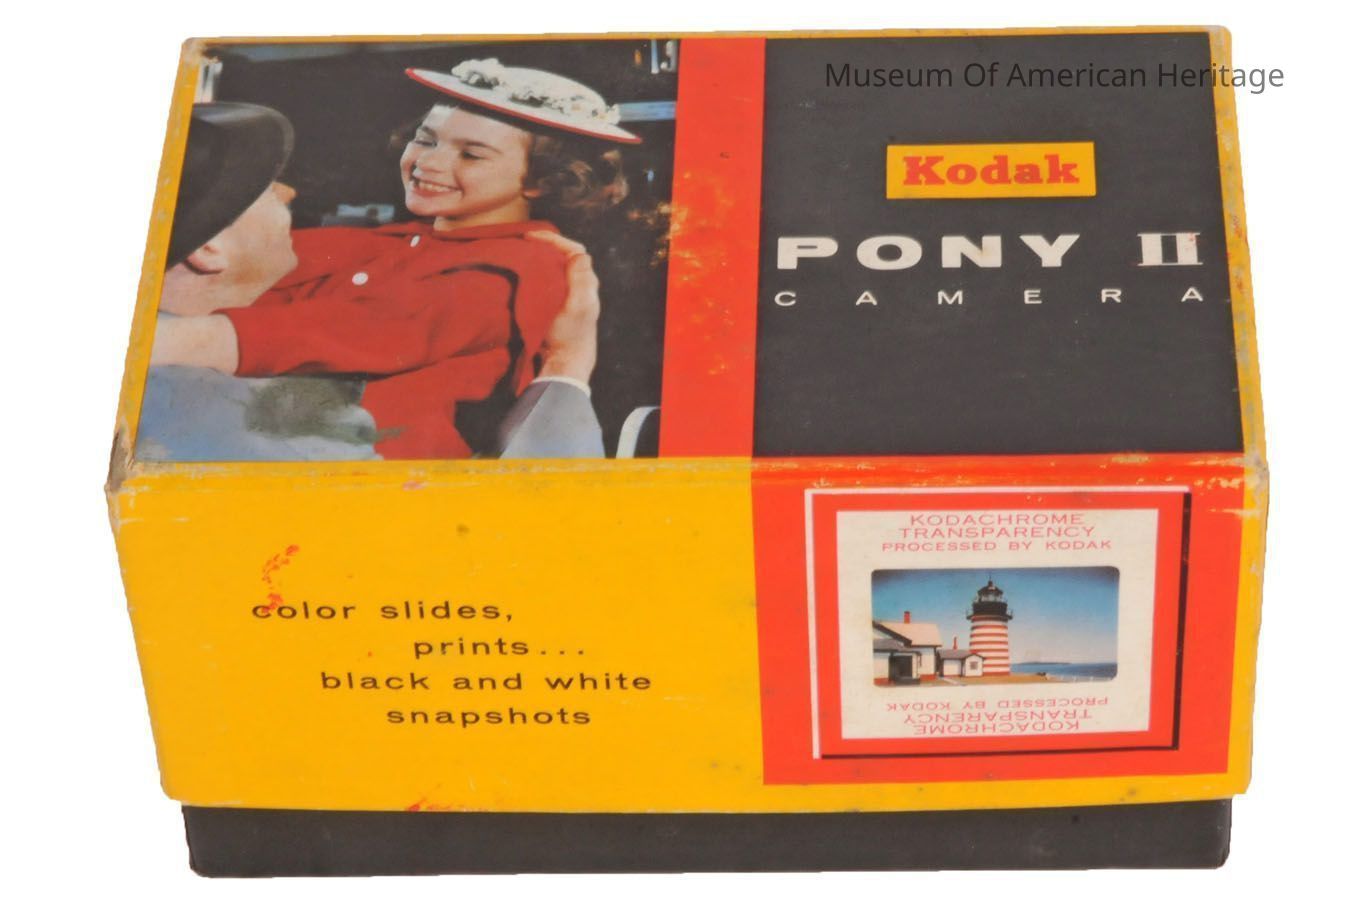 Museum Of American Heritage
Kodak
PONY II
CAMERA
color slides,
prints...
black and white
snapshots
KODACHROME
TRANSPARENCY
PROCESSED BY KODAK
KODACHROME
TRANSPARENCY
PROCESSED BY KODAK